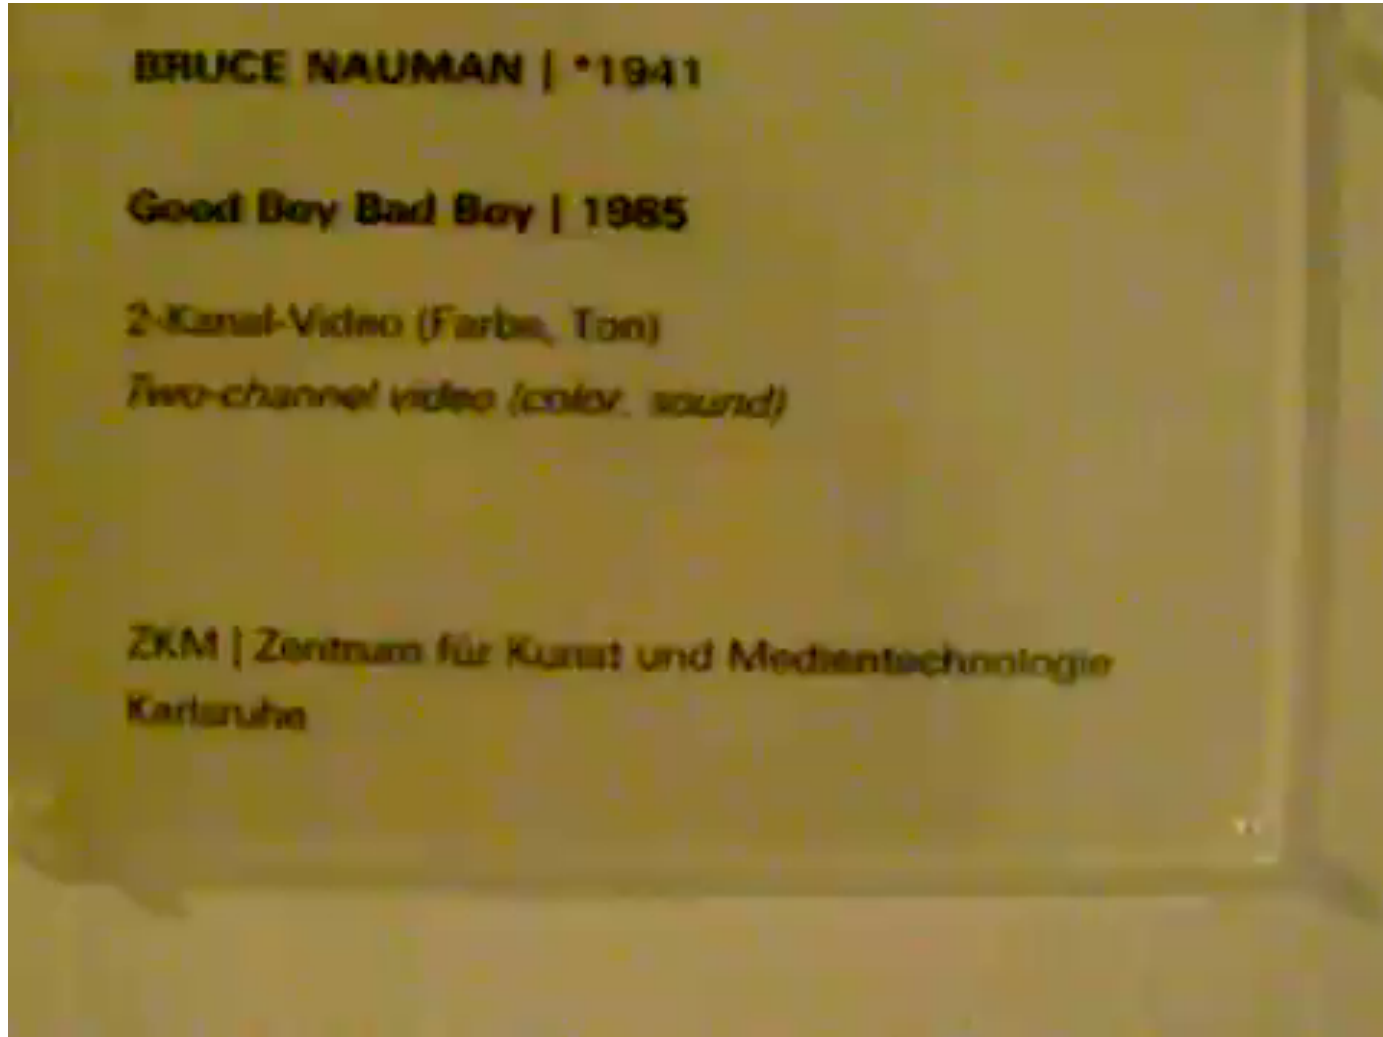 BRUCE NAUMAN | *1941
Good Boy Bad Boy | 1985
2-Kanal-Video (Farbe, Ton)
Two-channel video (color, sound)
ZKM | Zentrum für Kunst und Medientechnologie
Karlsruhe